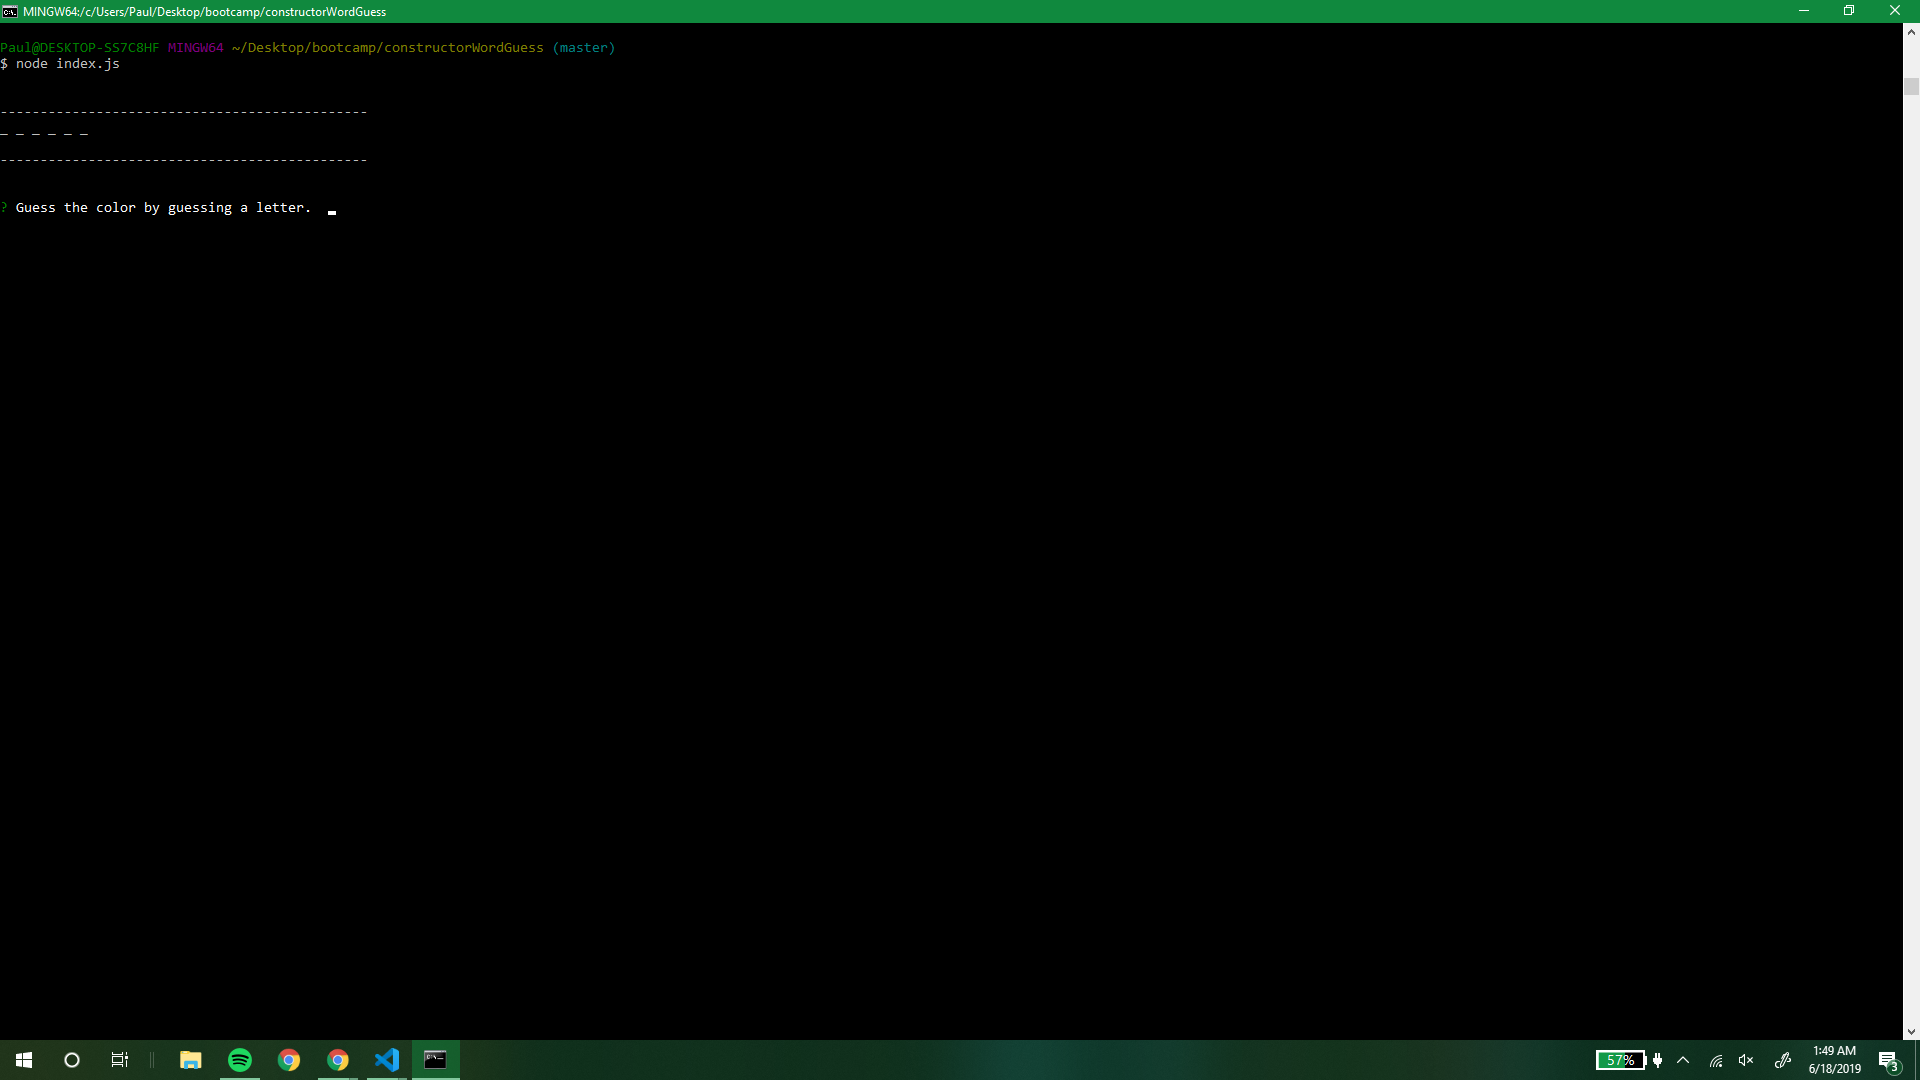 MINGW64:/c/Users/Paul/Desktop/bootcamp/constructorWordGuess
Paul@DESKTOP-SS7C8HF MINGW64 ~/Desktop/bootcamp/constructorWordGuess (master)
$ node index.js
----------------------------------------------
_ _ _ _ _ _
----------------------------------------------
? Guess the color by guessing a letter.
57%
1:49 AM
6/18/2019
3